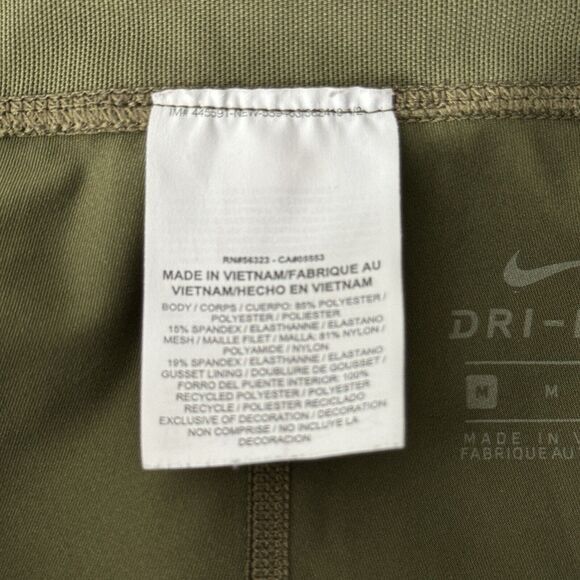 RN#56323 - CA#05553
MADE IN VIETNAM/FABRIQUE AU
VIETNAM/HECHO EN VIETNAM
BODY / CORPS / CUERPO: 85% POLYESTER /
POLYESTER / POLIESTER
15% SPANDEX / ELASTHANNE / ELASTANO
MESH / MAILLE FILET / MALLA: 81% NYLON /
POLYAMIDE / NYLON
19% SPANDEX / ELASTHANNE / ELASTANO
GUSSET LINING / DOUBLURE DE GOUSSET /
FORRO DEL PUENTE INTERIOR: 100%
RECYCLED POLYESTER / POLYESTER
RECYCLE / POLIESTER RECICLADO
EXCLUSIVE OF DECORATION / DECORATION
NON COMPRISE / NO INCLUYE LA
DECORACION
DRI-
M M
MADE IN V
FABRIQUE AU